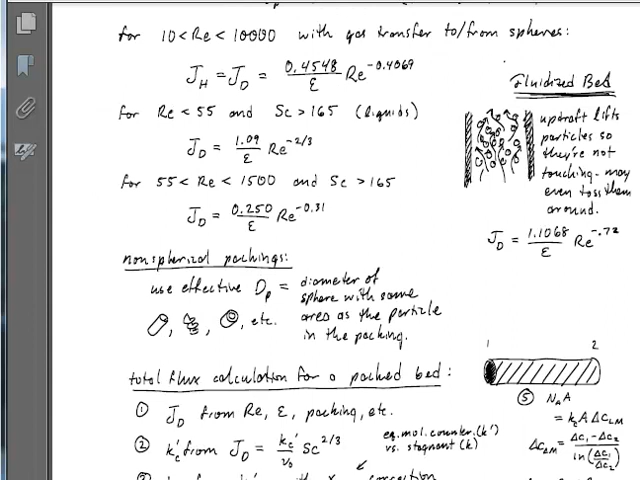 for 10 < Re < 10000 with gas transfer to/from spheres:
J_H = J_D = 0.4548/ε Re^-0.4069
for Re < 55 and Sc > 165 (liquids)
J_D = 1.09/ε Re^-2/3
for 55 < Re < 1500 and Sc > 165
J_D = 0.250/ε Re^-0.31
Fluidized Bed
updraft lifts
particles so
they're not
touching - may
even toss them
around.
J_D = 1.1068/ε Re^-.72
nonspherical packings:
use effective D_p = diameter of
sphere with same
area as the particle
in the packing.
, , , etc.
total flux calculation for a packed bed:
① J_D from Re, ε, packing, etc.
② k_c' from J_D = k_c'/v_0 Sc^2/3
eq. mol. counter. (k')
vs. stagnant (k)
1 2
⑤ N_A A
= k_c A ΔC_LM
ΔC_LM = ΔC_1 - ΔC_2 / ln(ΔC_1/ΔC_2)